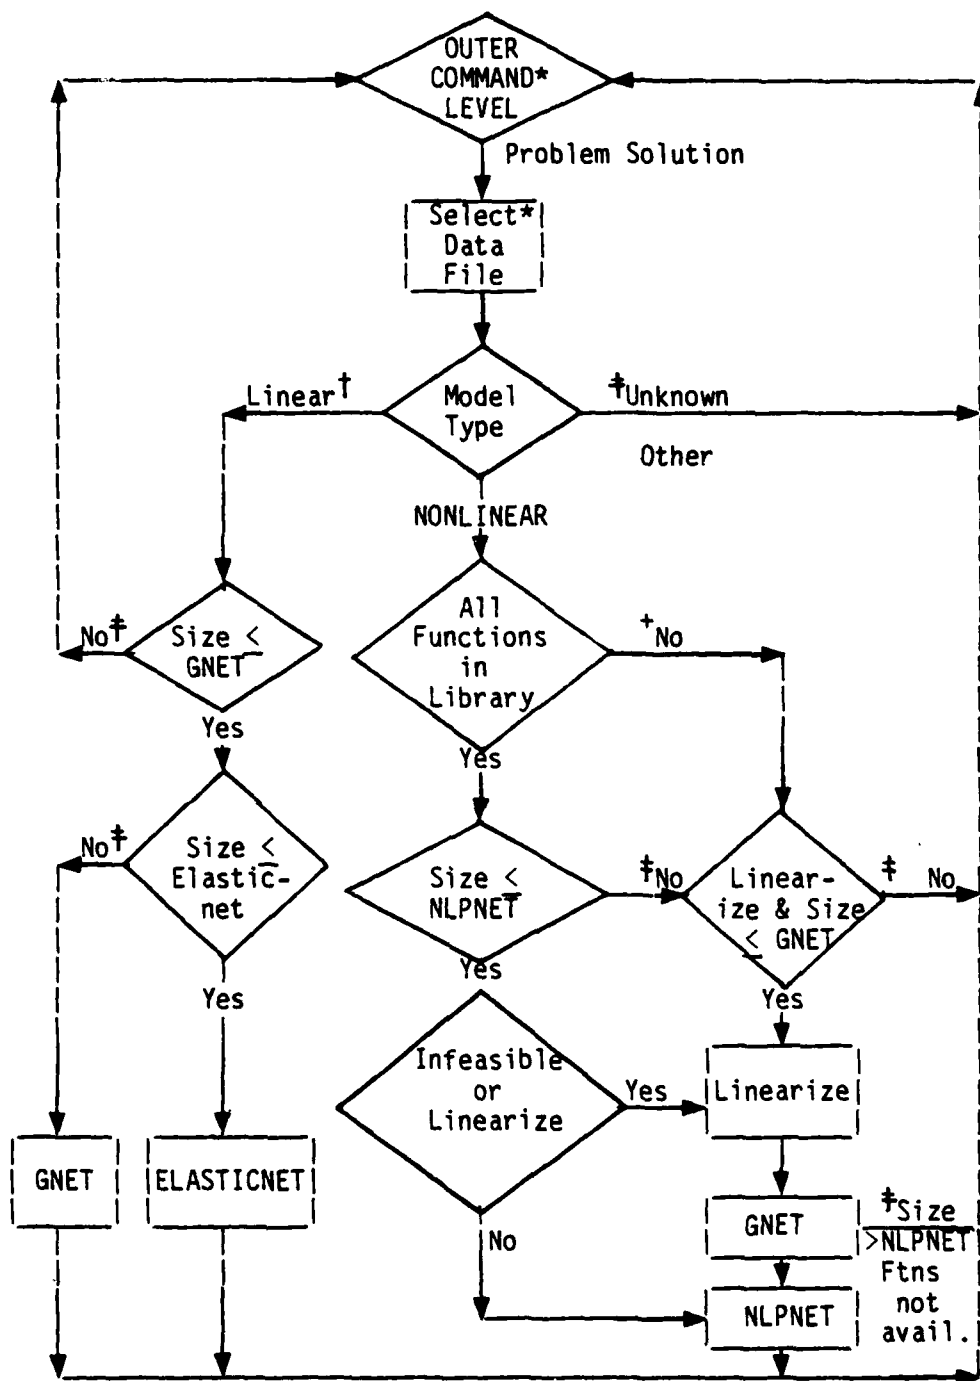 OUTER
COMMAND*
LEVEL
Problem Solution
Select*
Data
File
Model
Type
Linear†
‡Unknown
Other
NONLINEAR
All
Functions
in
Library
+No
Size ≤
GNET
No‡
Yes
Yes
Size ≤
Elastic-
net
No‡
Yes
Size ≤
NLPNET
‡No
Yes
Linear-
ize & Size
≤ GNET
‡ No
Yes
Infeasible
or
Linearize
Yes
No
Linearize
GNET
ELASTICNET
GNET
‡Size
>NLPNET
Ftns
not
avail.
NLPNET